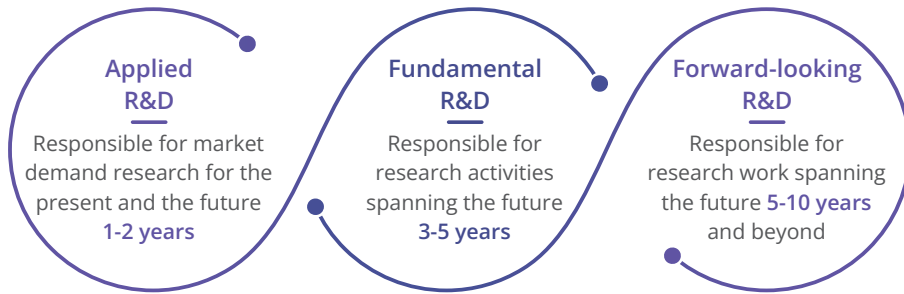 Applied
R&D
Responsible for market
demand research for the
present and the future
1-2 years
Fundamental
R&D
Responsible for
research activities
spanning the future
3-5 years
Forward-looking
R&D
Responsible for
research work spanning
the future 5-10 years
and beyond